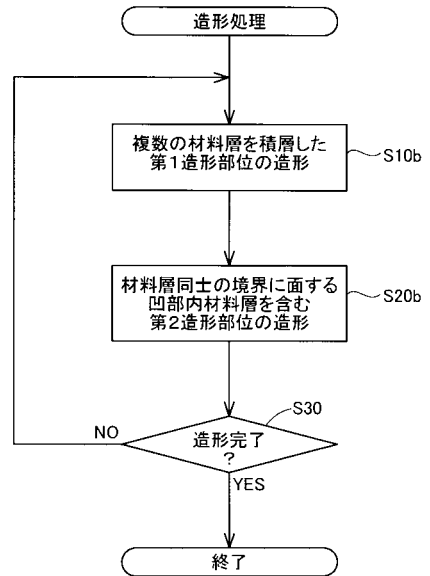 造形処理
複数の材料層を積層した
第1造形部位の造形
S10b
材料層同士の境界に面する
凹部内材料層を含む
第2造形部位の造形
S20b
S30
造形完了
?
NO
YES
終了